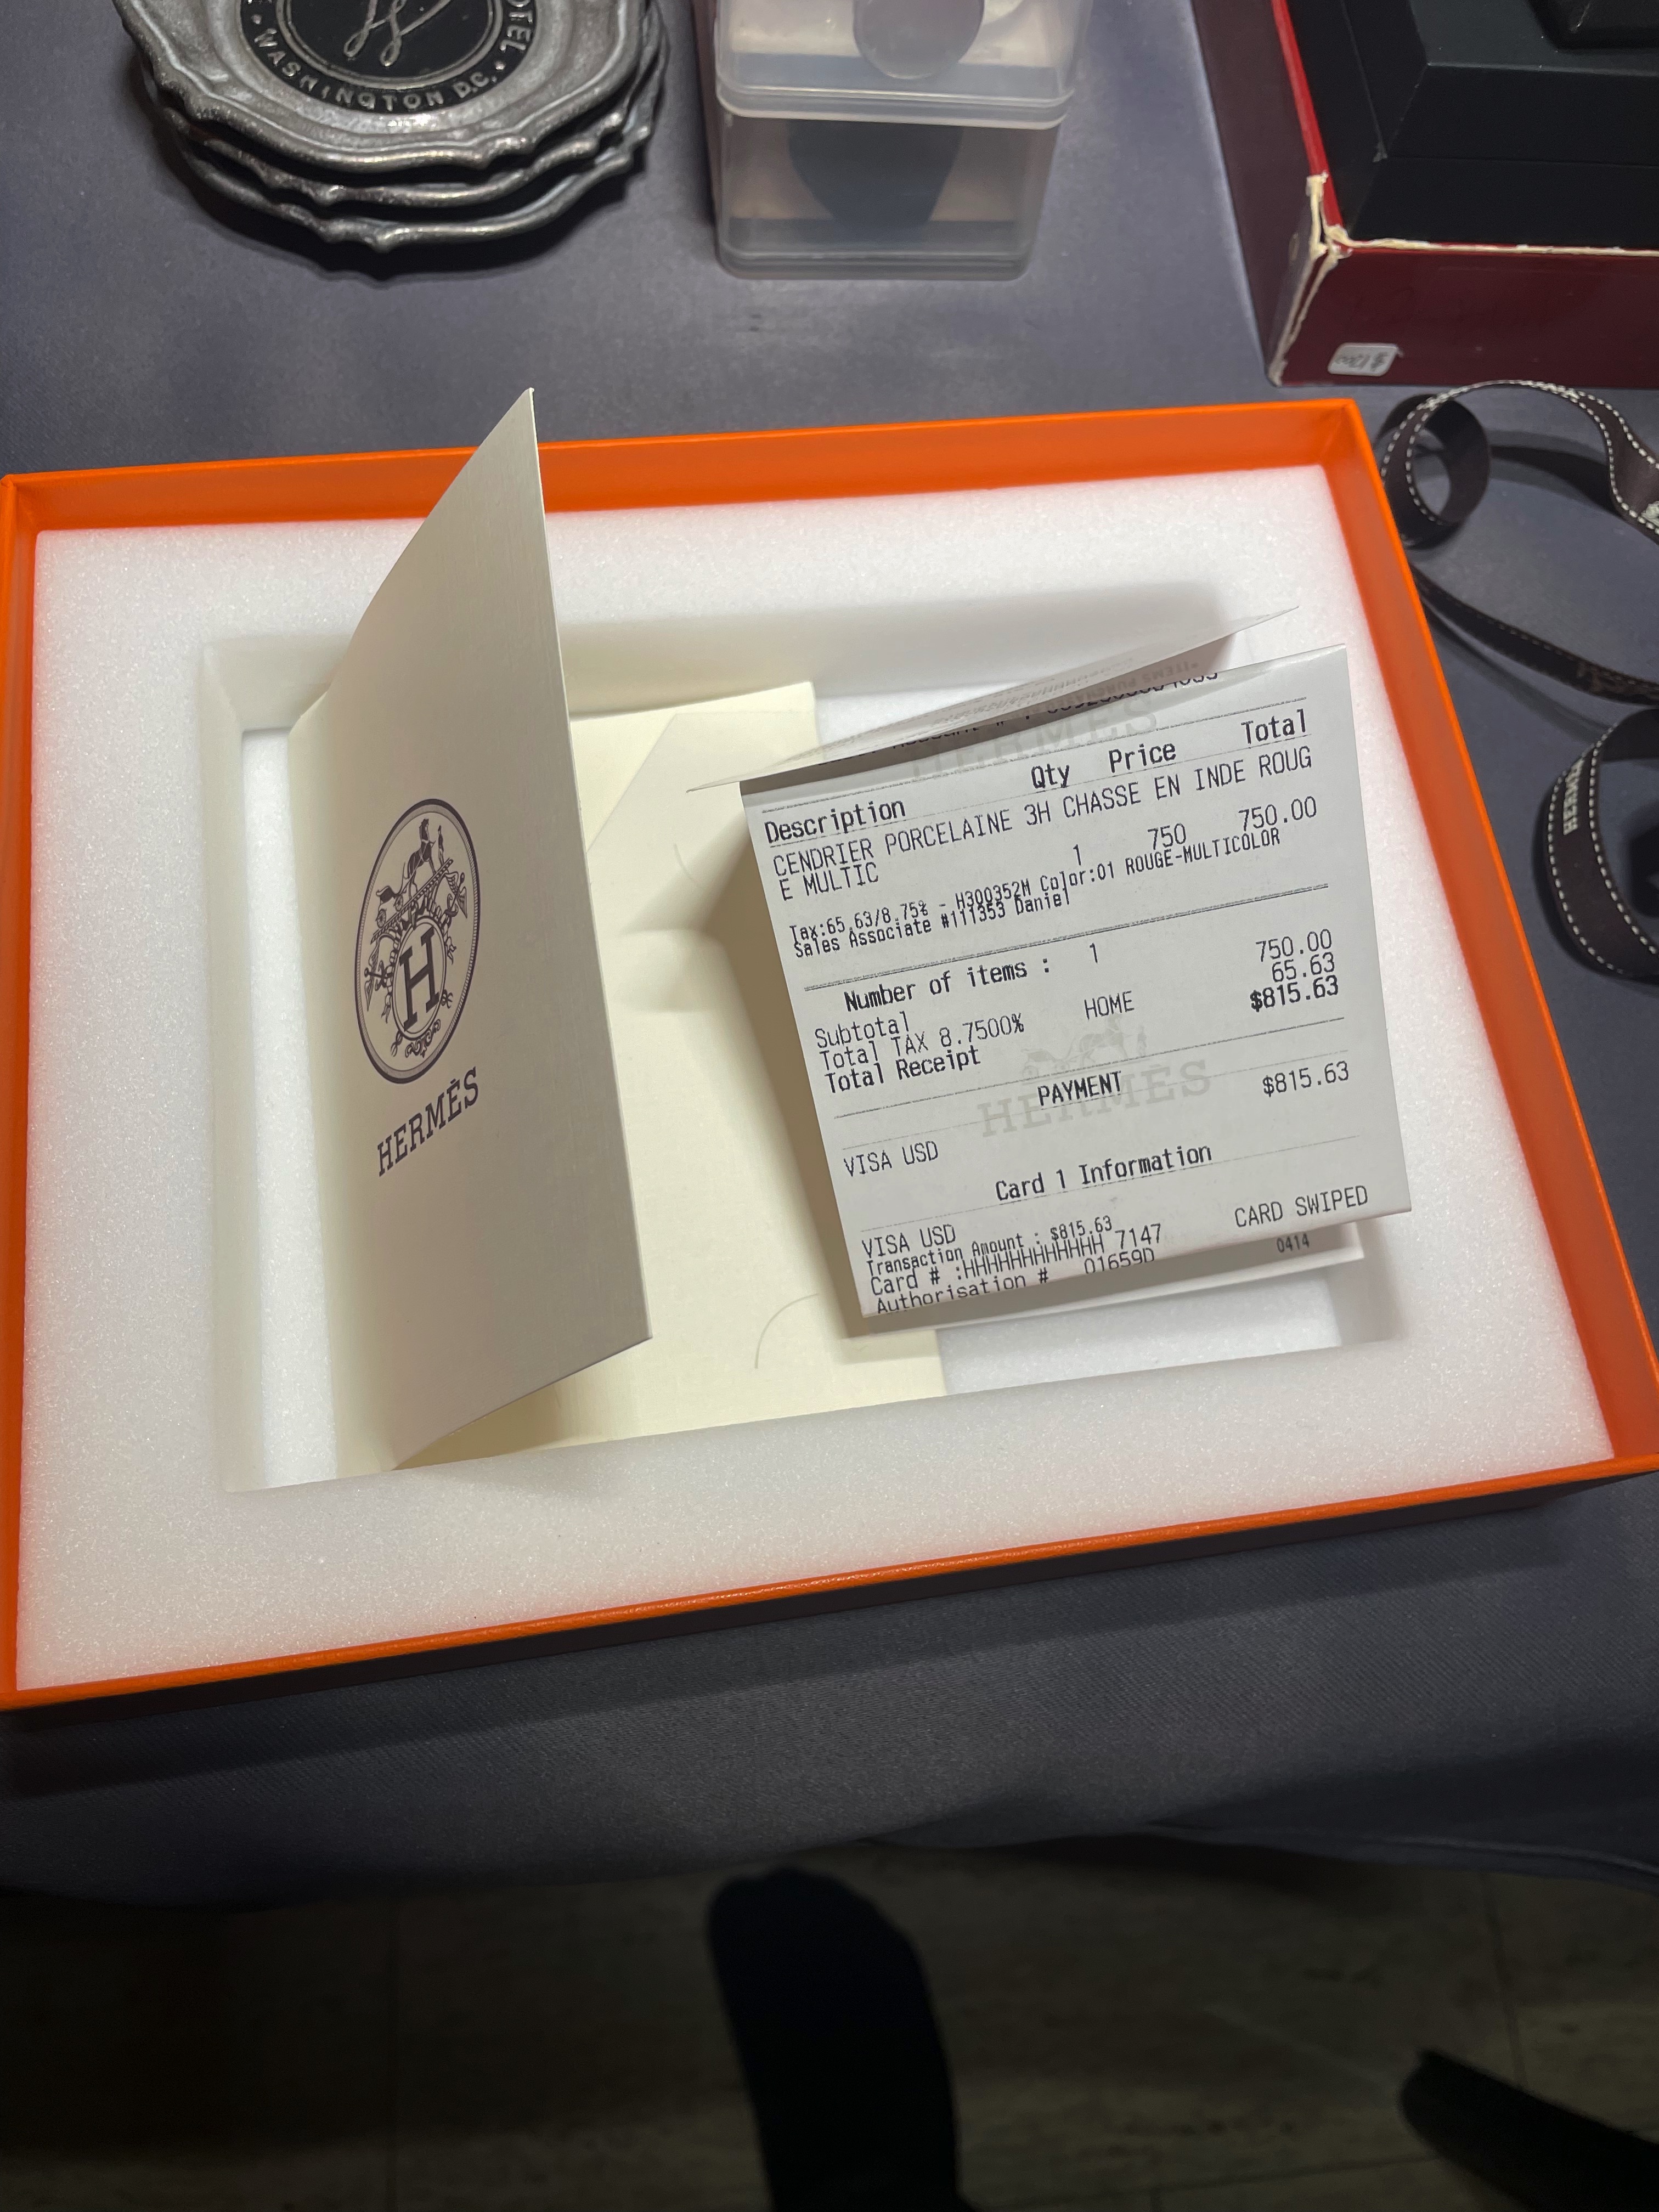 WASHINGTON D.C.
HERMÈS
H
HERMÈS
Description Qty Price Total
CENDRIER PORCELAINE 3H CHASSE EN INDE ROUG
E MULTIC
1 750 750.00
Tax:65.63/8.75% - H300352M Color:01 ROUGE-MULTICOLOR
Sales Associate #111353 Daniel
Number of items : 1
Subtotal 750.00
Total TAX 8.7500% HOME 65.63
Total Receipt $815.63
PAYMENT
HERMÈS
VISA USD $815.63
Card 1 Information
VISA USD CARD SWIPED
Transaction Amount : $815.63
Card # :HHHHHHHHHHHH 7147
Authorisation # 01659D
0414